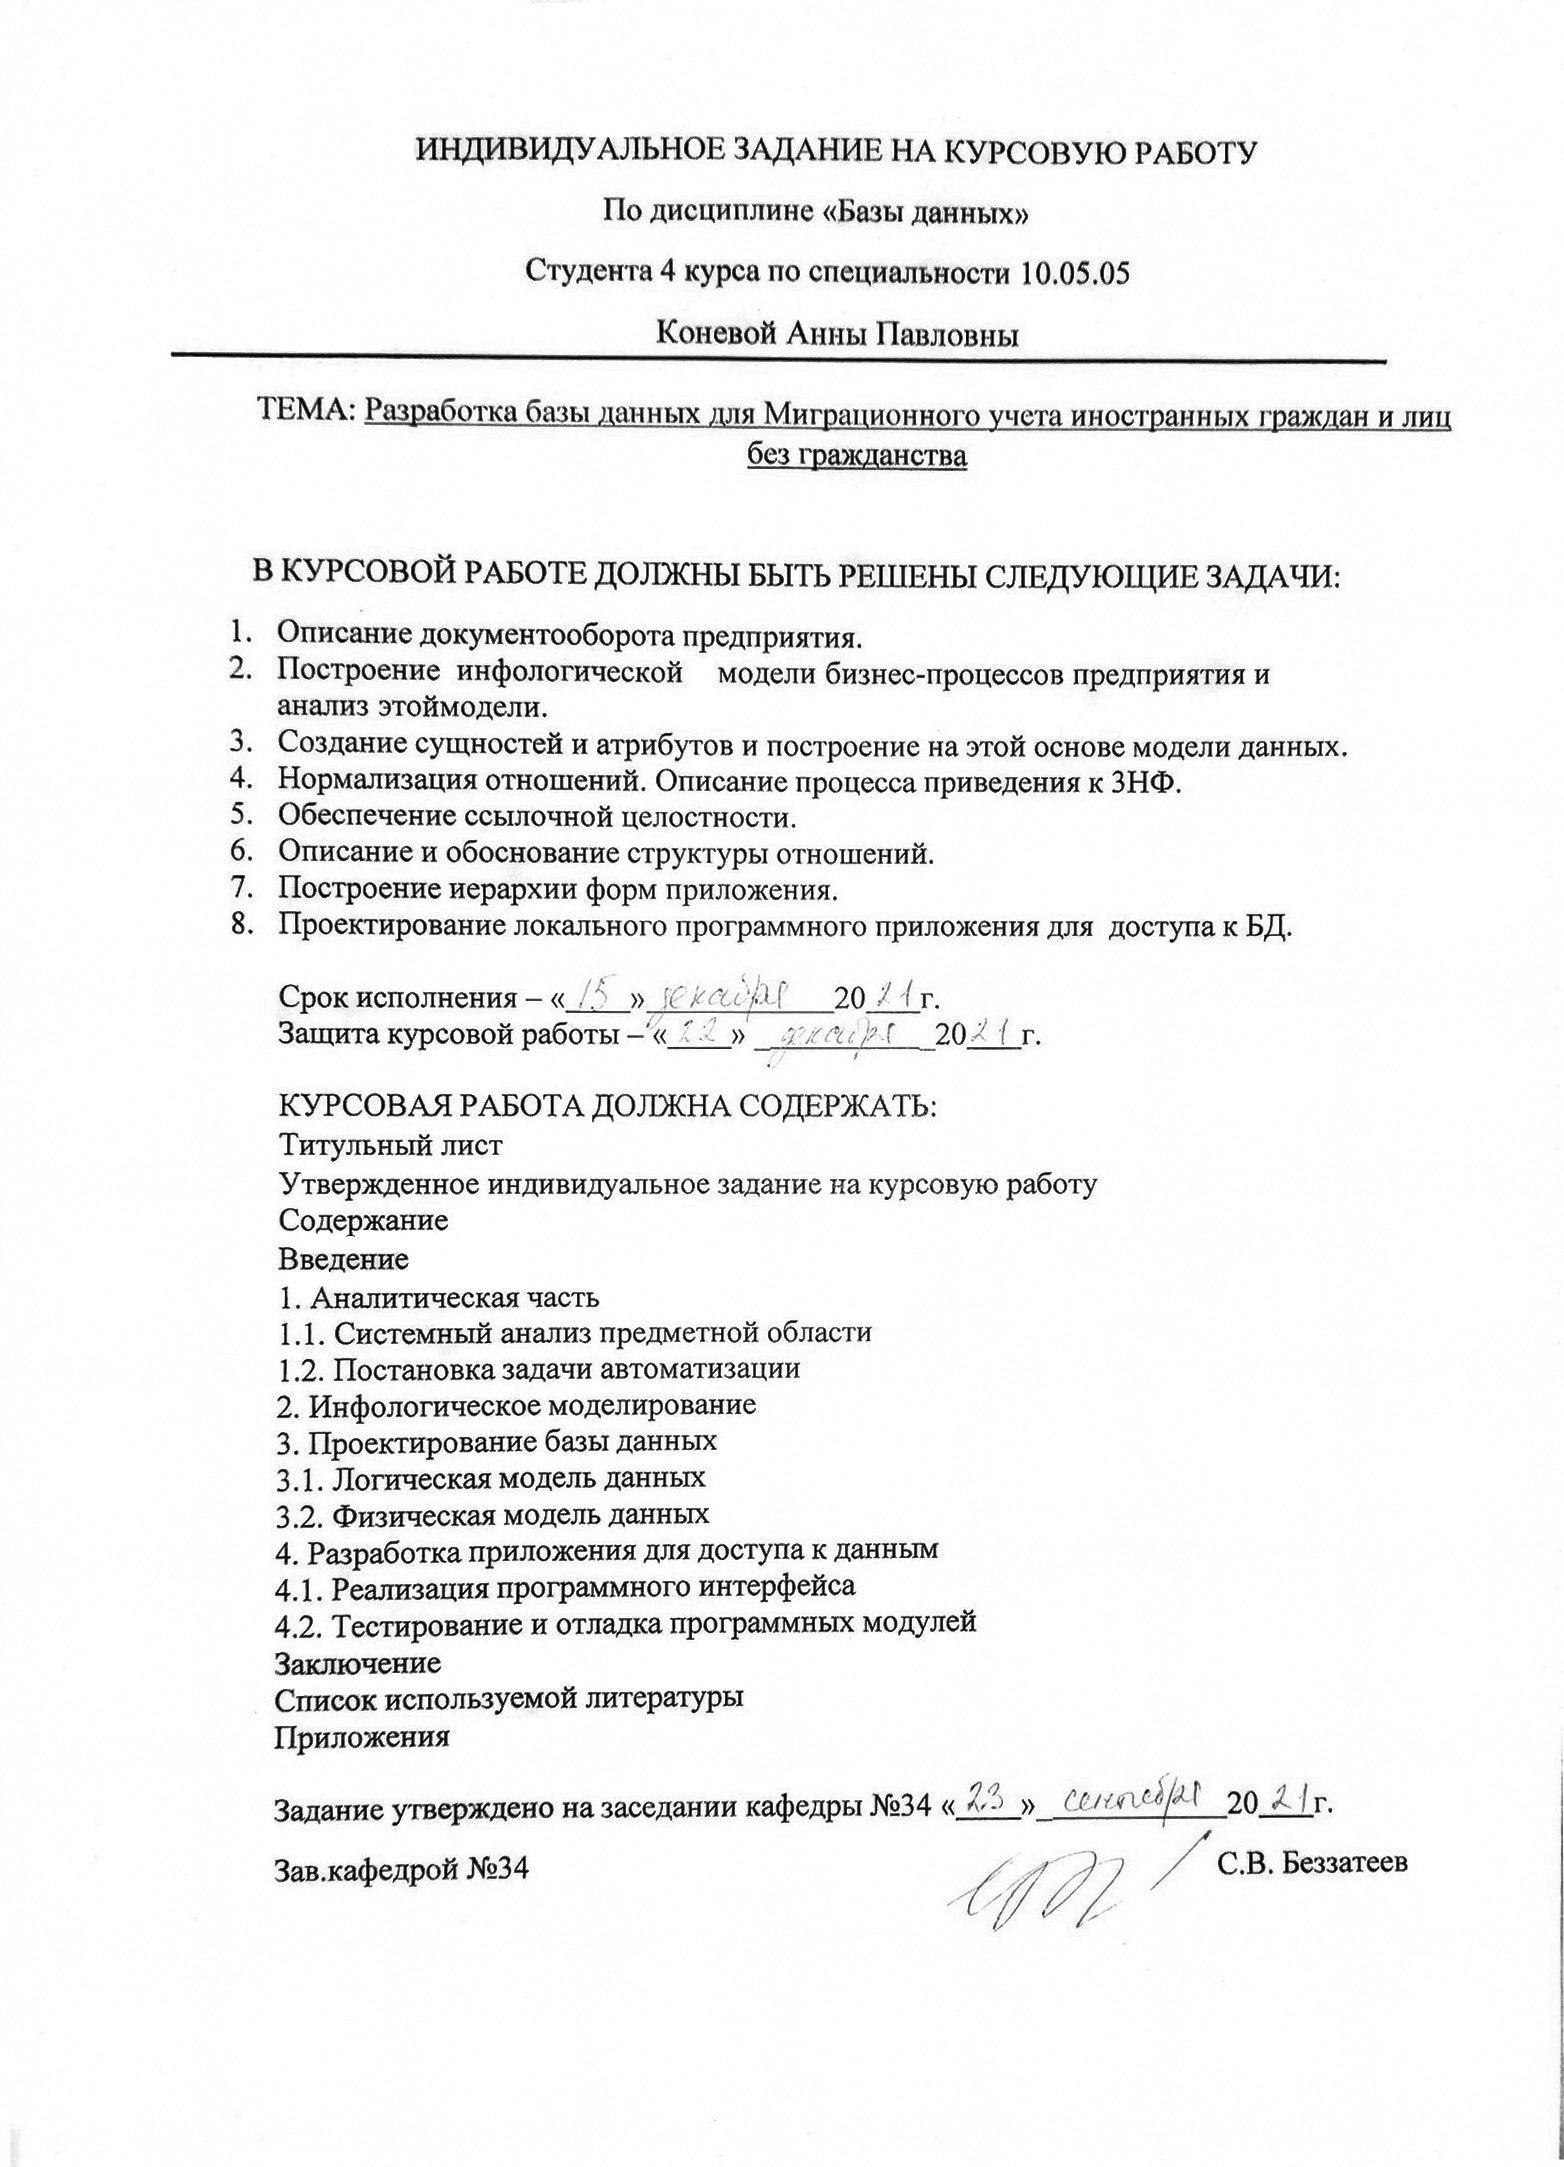 ИНДИВИДУАЛЬНОЕ ЗАДАНИЕ НА КУРСОВУЮ РАБОТУ
По дисциплине «Базы данных»
Студента 4 курса по специальности 10.05.05
Коневой Анны Павловны
ТЕМА: Разработка базы данных для Миграционного учета иностранных граждан и лиц
без гражданства
В КУРСОВОЙ РАБОТЕ ДОЛЖНЫ БЫТЬ РЕШЕНЫ СЛЕДУЮЩИЕ ЗАДАЧИ:
1. Описание документооборота предприятия.
2. Построение инфологической модели бизнес-процессов предприятия и
анализ этоймодели.
3. Создание сущностей и атрибутов и построение на этой основе модели данных.
4. Нормализация отношений. Описание процесса приведения к 3НФ.
5. Обеспечение ссылочной целостности.
6. Описание и обоснование структуры отношений.
7. Построение иерархии форм приложения.
8. Проектирование локального программного приложения для доступа к БД.
Срок исполнения – «15» декабря 2021г.
Защита курсовой работы – «22» декабря 2021г.
КУРСОВАЯ РАБОТА ДОЛЖНА СОДЕРЖАТЬ:
Титульный лист
Утвержденное индивидуальное задание на курсовую работу
Содержание
Введение
1. Аналитическая часть
1.1. Системный анализ предметной области
1.2. Постановка задачи автоматизации
2. Инфологическое моделирование
3. Проектирование базы данных
3.1. Логическая модель данных
3.2. Физическая модель данных
4. Разработка приложения для доступа к данным
4.1. Реализация программного интерфейса
4.2. Тестирование и отладка программных модулей
Заключение
Список используемой литературы
Приложения
Задание утверждено на заседании кафедры №34 «23» сентября 2021г.
Зав.кафедрой №34 С.В. Беззатеев